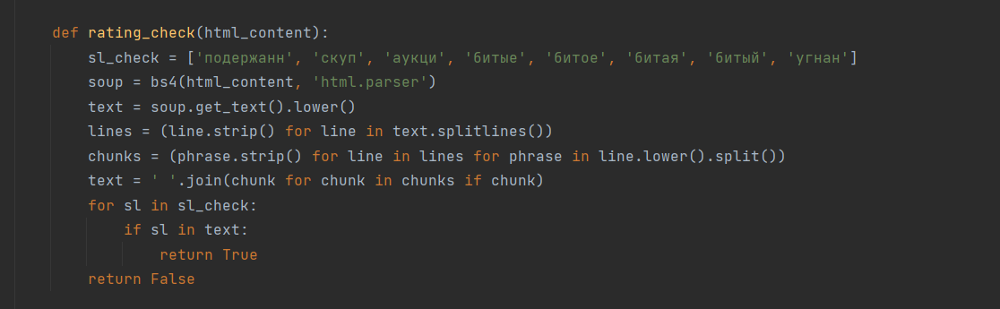 def rating_check(html_content):
    sl_check = ['подержанн', 'скуп', 'аукци', 'битые', 'битое', 'битая', 'битый', 'угнан']
    soup = bs4(html_content, 'html.parser')
    text = soup.get_text().lower()
    lines = (line.strip() for line in text.splitlines())
    chunks = (phrase.strip() for line in lines for phrase in line.lower().split())
    text = ' '.join(chunk for chunk in chunks if chunk)
    for sl in sl_check:
        if sl in text:
            return True
    return False